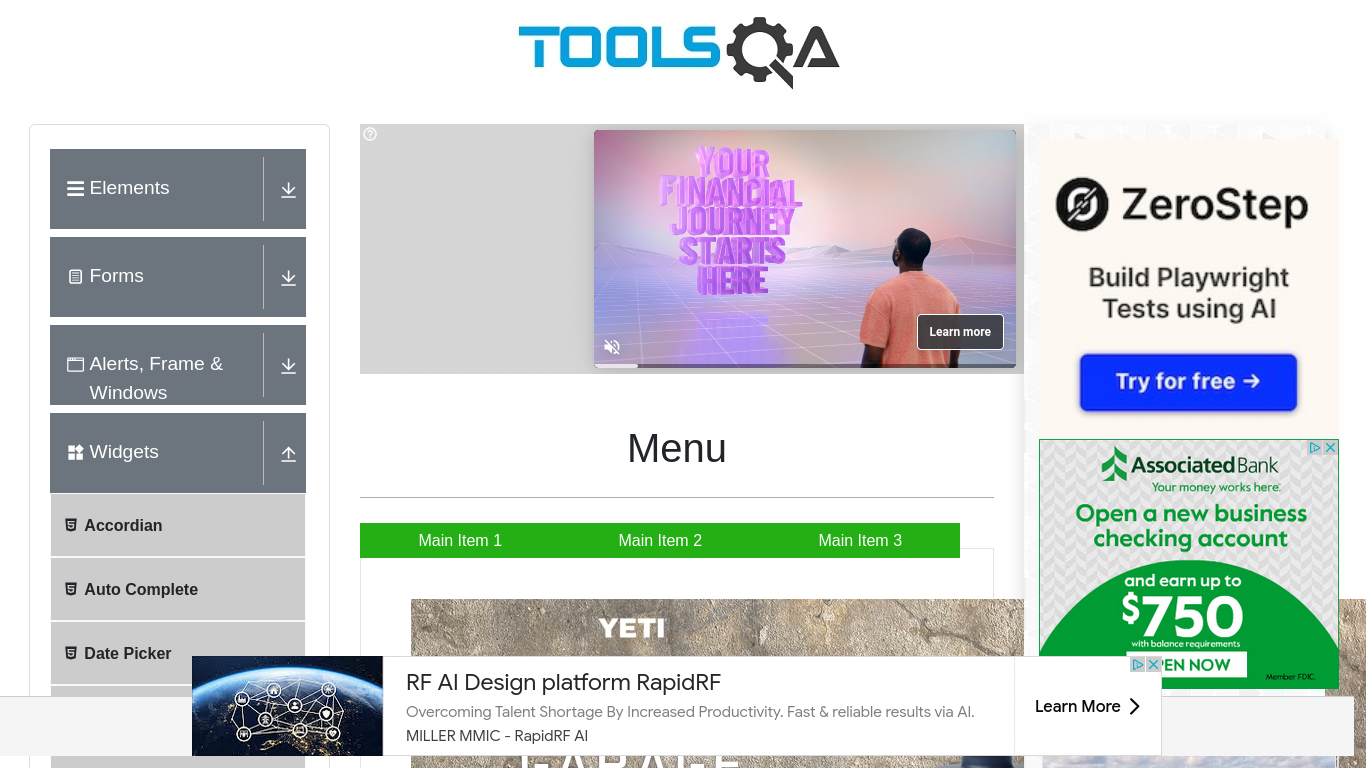 TOOLSQA
Elements
Forms
Alerts, Frame &
Windows
Widgets
Accordian
Auto Complete
Date Picker
YOUR
FINANCIAL
JOURNEY
STARTS
HERE
Learn more
Menu
Main Item 1
Main Item 2
Main Item 3
YETI
ZeroStep
Build Playwright
Tests using AI
Try for free →
Associated Bank
Your money works here.
Open a new business
checking account
and earn up to
$750
with balance requirements
PEN NOW
Member FDIC.
RF AI Design platform RapidRF
Overcoming Talent Shortage By Increased Productivity. Fast & reliable results via AI.
MILLER MMIC - RapidRF AI
Learn More